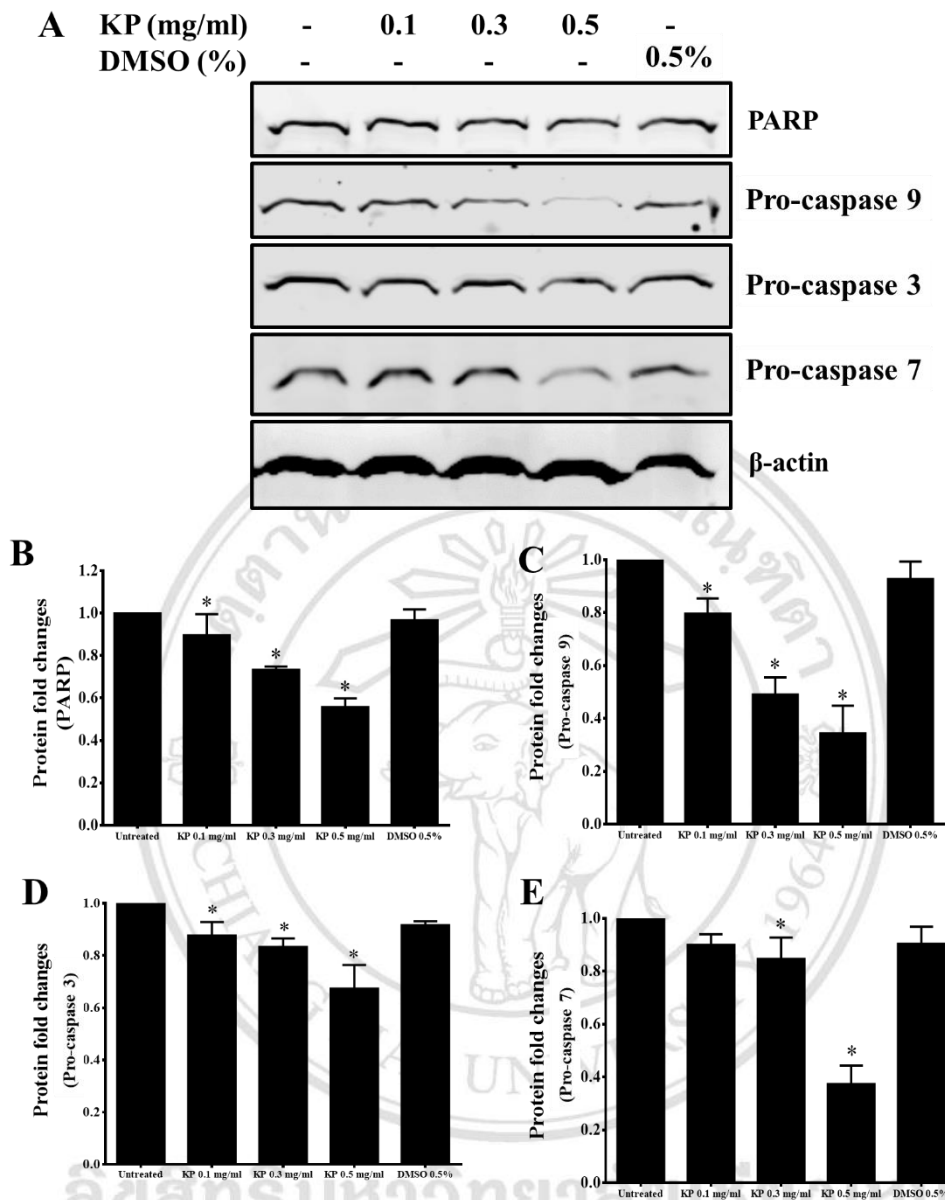 A
KP (mg/ml) - 0.1 0.3 0.5 -
DMSO (%) - - - - 0.5%
PARP
Pro-caspase 9
Pro-caspase 3
Pro-caspase 7
β-actin
B
Protein fold changes
(PARP)
1.2
1.0
0.8
0.6
0.4
0.2
0.0
* * *
Untreated KP 0.1 mg/ml KP 0.3 mg/ml KP 0.5 mg/ml DMSO 0.5%
C
Protein fold changes
(Pro-caspase 9)
1.0
0.8
0.6
0.4
0.2
0.0
* * *
Untreated KP 0.1 mg/ml KP 0.3 mg/ml KP 0.5 mg/ml DMSO 0.5%
D
Protein fold changes
(Pro-caspase 3)
1.0
0.8
0.6
0.4
0.2
0.0
* * *
Untreated KP 0.1 mg/ml KP 0.3 mg/ml KP 0.5 mg/ml DMSO 0.5%
E
Protein fold changes
(Pro-caspase 7)
1.0
0.8
0.6
0.4
0.2
0.0
* *
Untreated KP 0.1 mg/ml KP 0.3 mg/ml KP 0.5 mg/ml DMSO 0.5%
CHIANG MAI UNIVERSITY 1964